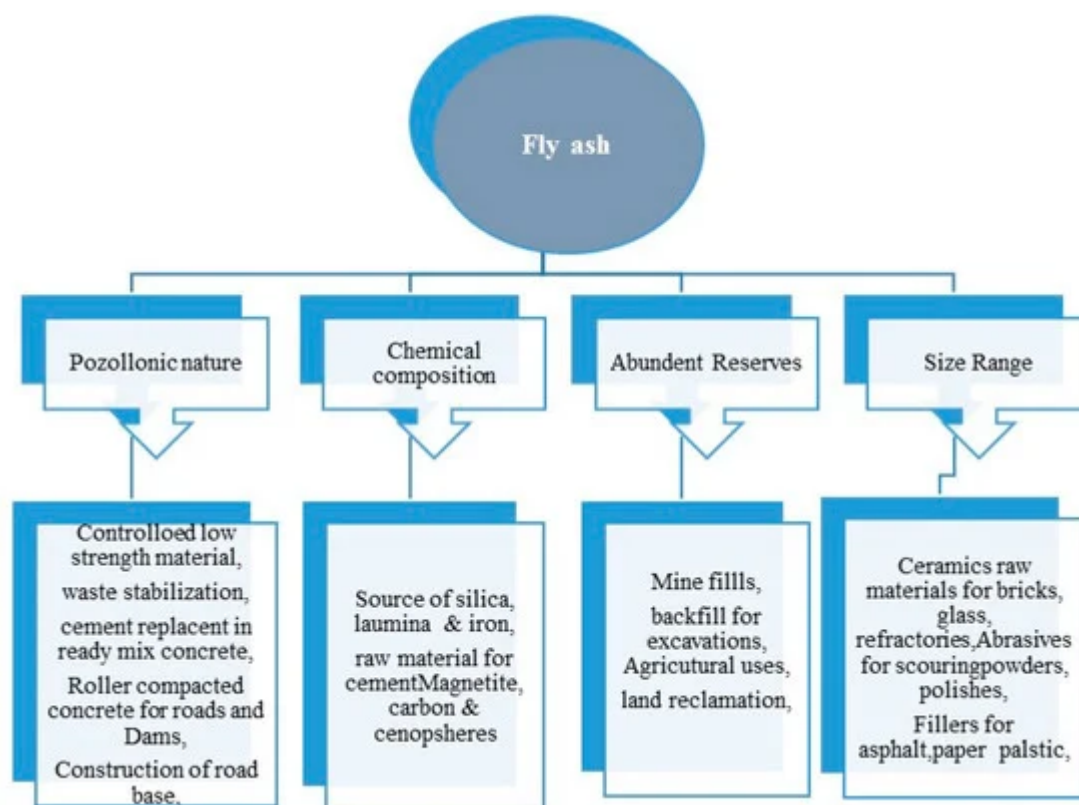 Fly ash
Pozollonic nature
Chemical
composition
Abundent Reserves
Size Range
Controlloed low
strength material,
waste stabilization,
cement replacent in
ready mix concrete,
Roller compacted
concrete for roads and
Dams,
Construction of road
base,
Source of silica,
laumina & iron,
raw material for
cementMagnetite,
carbon &
cenopsheres
Mine fillls,
backfill for
excavations,
Agricutural uses,
land reclamation,
Ceramics raw
materials for bricks,
glass,
refractories,Abrasives
for scouringpowders,
polishes,
Fillers for
asphalt,paper palstic,